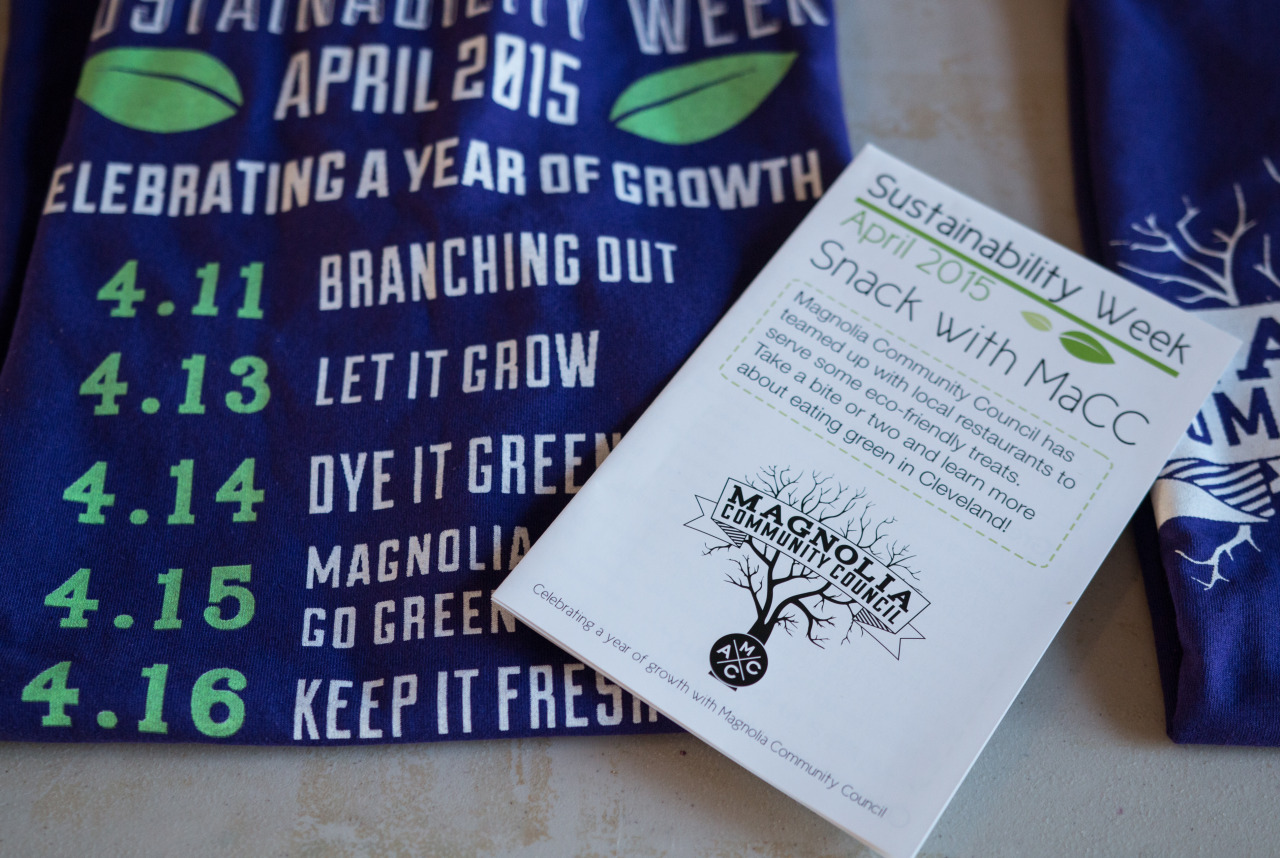 SUSTAINABILITY WEEK
APRIL 2015
CELEBRATING A YEAR OF GROWTH
4.11 BRANCHING OUT
4.13 LET IT GROW
4.14 DYE IT GREEN
4.15 MAGNOLIA
GO GREEN
4.16 KEEP IT FRESH
Sustainability Week
April 2015
Snack with MaCC
Magnolia Community Council has
teamed up with local restaurants to
serve some eco-friendly treats.
Take a bite or two and learn more
about eating green in Cleveland!
MAGNOLIA
COMMUNITY COUNCIL
M
A C
C
Celebrating a year of growth with Magnolia Community Council